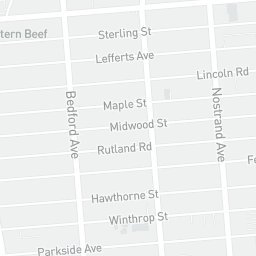 Sterling St
tern Beef
Lefferts Ave
Lincoln Rd
Maple St
Bedford Ave
Nostrand Ave
Midwood St
Rutland Rd
Fe
Hawthorne St
Winthrop St
Parkside Ave